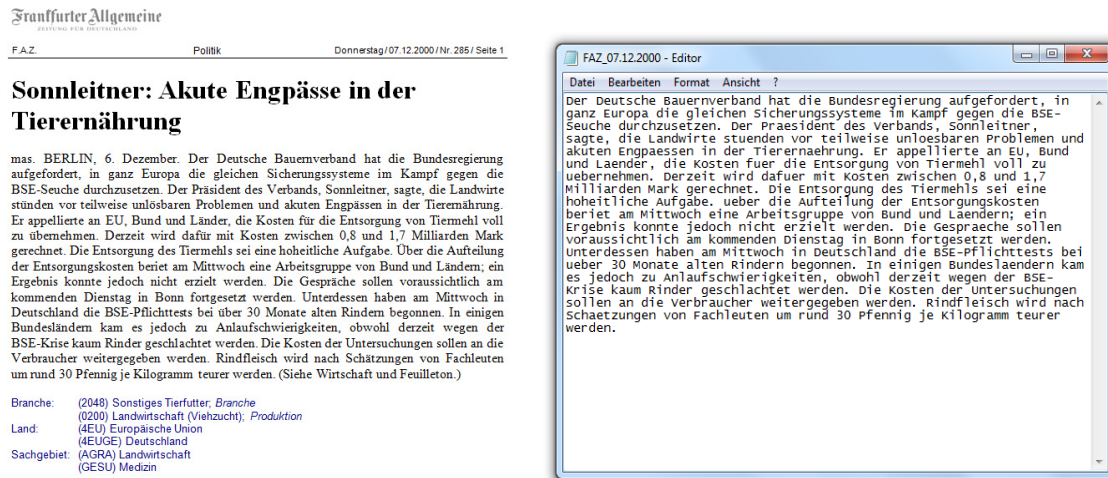 Frankfurter Allgemeine
ZEITUNG FÜR DEUTSCHLAND
F.A.Z. Politik Donnerstag / 07.12.2000 / Nr. 285 / Seite 1
Sonnleitner: Akute Engpässe in der
Tierernährung
mas. BERLIN, 6. Dezember. Der Deutsche Bauernverband hat die Bundesregierung
aufgefordert, in ganz Europa die gleichen Sicherungssysteme im Kampf gegen die
BSE-Seuche durchzusetzen. Der Präsident des Verbands, Sonnleitner, sagte, die Landwirte
stünden vor teilweise unlösbaren Problemen und akuten Engpässen in der Tierernährung.
Er appellierte an EU, Bund und Länder, die Kosten für die Entsorgung von Tiermehl voll
zu übernehmen. Derzeit wird dafür mit Kosten zwischen 0,8 und 1,7 Milliarden Mark
gerechnet. Die Entsorgung des Tiermehls sei eine hoheitliche Aufgabe. Über die Aufteilung
der Entsorgungskosten beriet am Mittwoch eine Arbeitsgruppe von Bund und Ländern; ein
Ergebnis konnte jedoch nicht erzielt werden. Die Gespräche sollen voraussichtlich am
kommenden Dienstag in Bonn fortgesetzt werden. Unterdessen haben am Mittwoch in
Deutschland die BSE-Pflichttests bei über 30 Monate alten Rindern begonnen. In einigen
Bundesländern kam es jedoch zu Anlaufschwierigkeiten, obwohl derzeit wegen der
BSE-Krise kaum Rinder geschlachtet werden. Die Kosten der Untersuchungen sollen an die
Verbraucher weitergegeben werden. Rindfleisch wird nach Schätzungen von Fachleuten
um rund 30 Pfennig je Kilogramm teurer werden. (Siehe Wirtschaft und Feuilleton.)
Branche: (2048) Sonstiges Tierfutter; Branche
(0200) Landwirtschaft (Viehzucht); Produktion
Land: (4EU) Europäische Union
(4EUGE) Deutschland
Sachgebiet: (AGRA) Landwirtschaft
(GESU) Medizin
FAZ_07.12.2000 - Editor
Datei Bearbeiten Format Ansicht ?
Der Deutsche Bauernverband hat die Bundesregierung aufgefordert, in
ganz Europa die gleichen Sicherungssysteme im Kampf gegen die BSE-
Seuche durchzusetzen. Der Praesident des Verbands, Sonnleitner,
sagte, die Landwirte stuenden vor teilweise unloesbaren Problemen und
akuten Engpaessen in der Tierernaehrung. Er appellierte an EU, Bund
und Laender, die Kosten fuer die Entsorgung von Tiermehl voll zu
uebernehmen. Derzeit wird dafuer mit Kosten zwischen 0,8 und 1,7
Milliarden Mark gerechnet. Die Entsorgung des Tiermehls sei eine
hoheitliche Aufgabe. ueber die Aufteilung der Entsorgungskosten
beriet am Mittwoch eine Arbeitsgruppe von Bund und Laendern; ein
Ergebnis konnte jedoch nicht erzielt werden. Die Gespraeche sollen
voraussichtlich am kommenden Dienstag in Bonn fortgesetzt werden.
Unterdessen haben am Mittwoch in Deutschland die BSE-Pflichttests bei
ueber 30 Monate alten Rindern begonnen. In einigen Bundeslaendern kam
es jedoch zu Anlaufschwierigkeiten, obwohl derzeit wegen der BSE-
Krise kaum Rinder geschlachtet werden. Die Kosten der Untersuchungen
sollen an die Verbraucher weitergegeben werden. Rindfleisch wird nach
Schaetzungen von Fachleuten um rund 30 Pfennig je Kilogramm teurer
werden.